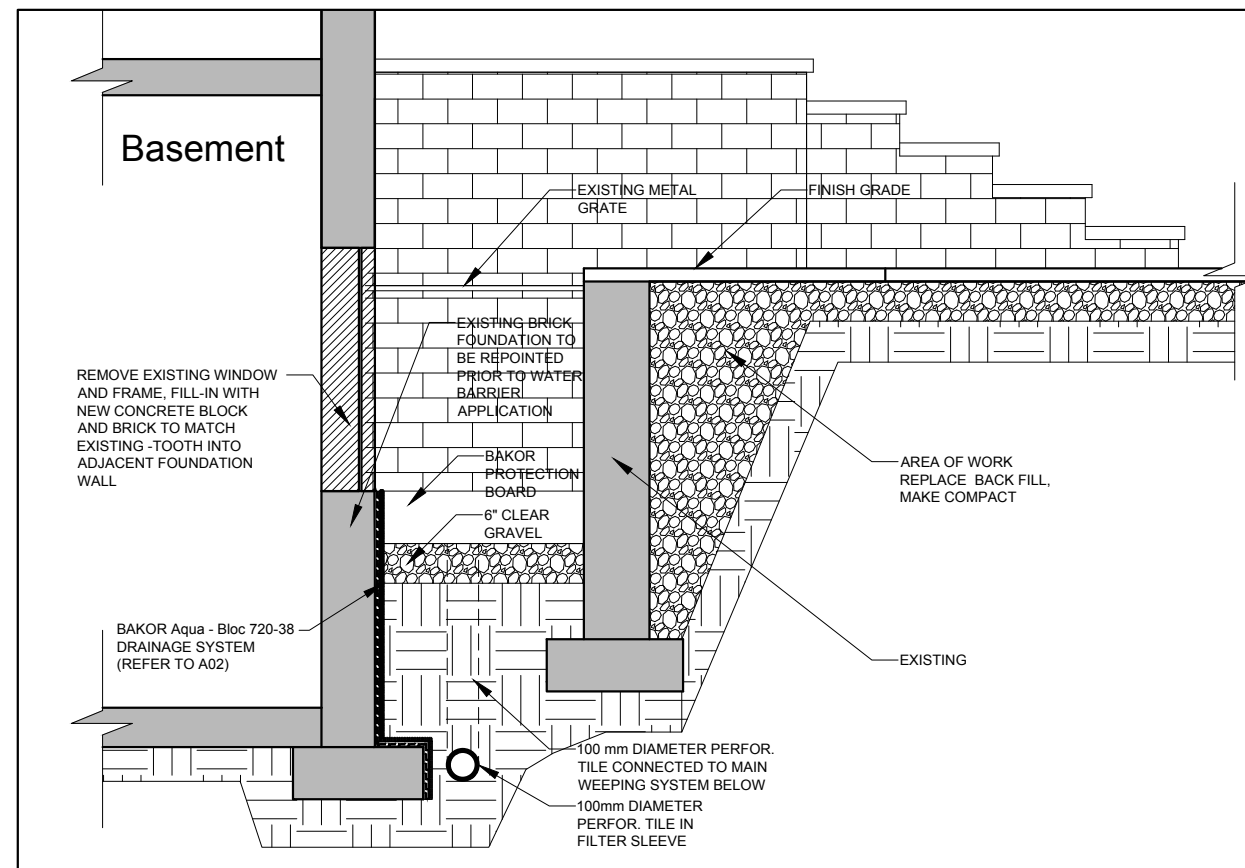 Basement
EXISTING METAL
GRATE
FINISH GRADE
EXISTING BRICK
FOUNDATION TO
BE REPOINTED
PRIOR TO WATER
BARRIER
APPLICATION
REMOVE EXISTING WINDOW
AND FRAME, FILL-IN WITH
NEW CONCRETE BLOCK
AND BRICK TO MATCH
EXISTING -TOOTH INTO
ADJACENT FOUNDATION
WALL
BAKOR
PROTECTION
BOARD
6" CLEAR
GRAVEL
AREA OF WORK
REPLACE BACK FILL,
MAKE COMPACT
BAKOR Aqua - Bloc 720-38
DRAINAGE SYSTEM
(REFER TO A02)
EXISTING
100 mm DIAMETER PERFOR.
TILE CONNECTED TO MAIN
WEEPING SYSTEM BELOW
100mm DIAMETER
PERFOR. TILE IN
FILTER SLEEVE